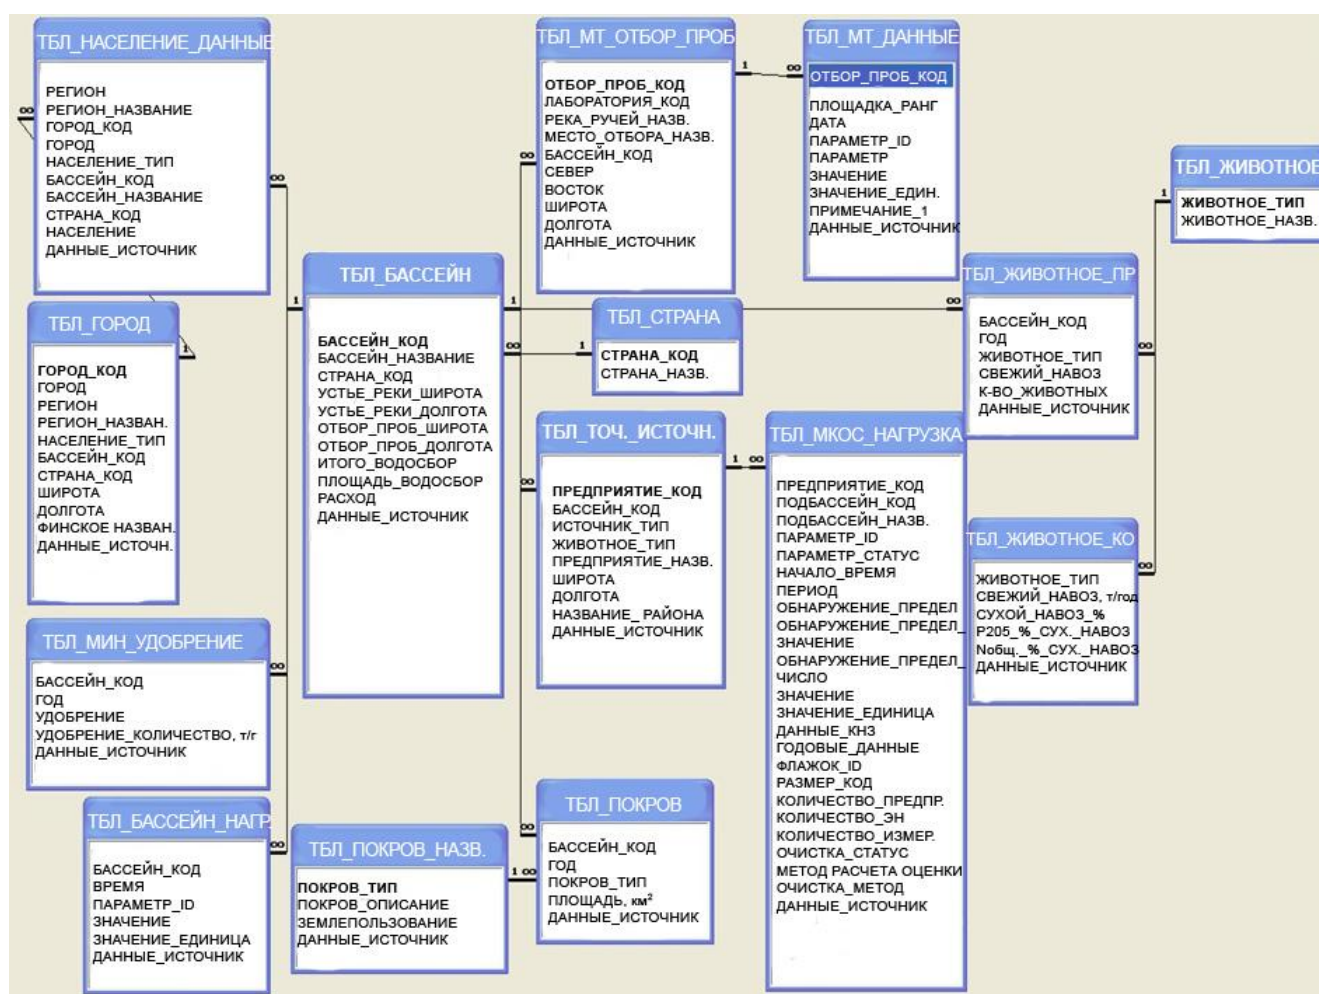 ТБЛ_НАСЕЛЕНИЕ_ДАННЫЕ
РЕГИОН
РЕГИОН_НАЗВАНИЕ
ГОРОД_КОД
ГОРОД
НАСЕЛЕНИЕ_ТИП
БАССЕЙН_КОД
БАССЕЙН_НАЗВАНИЕ
СТРАНА_КОД
НАСЕЛЕНИЕ
ДАННЫЕ_ИСТОЧНИК
ТБЛ_ГОРОД
ГОРОД_КОД
ГОРОД
РЕГИОН
РЕГИОН_НАЗВАН.
НАСЕЛЕНИЕ_ТИП
БАССЕЙН_КОД
СТРАНА_КОД
ШИРОТА
ДОЛГОТА
ФИНСКОЕ НАЗВАН.
ДАННЫЕ_ИСТОЧН.
ТБЛ_МИН_УДОБРЕНИЕ
БАССЕЙН_КОД
ГОД
УДОБРЕНИЕ
УДОБРЕНИЕ_КОЛИЧЕСТВО, т/г
ДАННЫЕ_ИСТОЧНИК
ТБЛ_БАССЕЙН_НАГР.
БАССЕЙН_КОД
ВРЕМЯ
ПАРАМЕТР_ID
ЗНАЧЕНИЕ
ЗНАЧЕНИЕ_ЕДИНИЦА
ДАННЫЕ_ИСТОЧНИК
ТБЛ_БАССЕЙН
БАССЕЙН_КОД
БАССЕЙН_НАЗВАНИЕ
СТРАНА_КОД
УСТЬЕ_РЕКИ_ШИРОТА
УСТЬЕ_РЕКИ_ДОЛГОТА
ОТБОР_ПРОБ_ШИРОТА
ОТБОР_ПРОБ_ДОЛГОТА
ИТОГО_ВОДОСБОР
ПЛОЩАДЬ_ВОДОСБОР
РАСХОД
ДАННЫЕ_ИСТОЧНИК
ТБЛ_ПОКРОВ_НАЗВ.
ПОКРОВ_ТИП
ПОКРОВ_ОПИСАНИЕ
ЗЕМЛЕПОЛЬЗОВАНИЕ
ДАННЫЕ_ИСТОЧНИК
ТБЛ_МТ_ОТБОР_ПРОБ
ОТБОР_ПРОБ_КОД
ЛАБОРАТОРИЯ_КОД
РЕКА_РУЧЕЙ_НАЗВ.
МЕСТО_ОТБОРА_НАЗВ.
БАССЕЙН_КОД
СЕВЕР
ВОСТОК
ШИРОТА
ДОЛГОТА
ДАННЫЕ_ИСТОЧНИК
ТБЛ_СТРАНА
СТРАНА_КОД
СТРАНА_НАЗВ.
ТБЛ_ТОЧ._ИСТОЧН.
ПРЕДПРИЯТИЕ_КОД
БАССЕЙН_КОД
ИСТОЧНИК_ТИП
ЖИВОТНОЕ_ТИП
ПРЕДПРИЯТИЕ_НАЗВ.
ШИРОТА
ДОЛГОТА
НАЗВАНИЕ_ РАЙОНА
ДАННЫЕ_ИСТОЧНИК
ТБЛ_ПОКРОВ
БАССЕЙН_КОД
ГОД
ПОКРОВ_ТИП
ПЛОЩАДЬ, км²
ДАННЫЕ_ИСТОЧНИК
ТБЛ_МТ_ДАННЫЕ
ОТБОР_ПРОБ_КОД
ПЛОЩАДКА_РАНГ
ДАТА
ПАРАМЕТР_ID
ПАРАМЕТР
ЗНАЧЕНИЕ
ЗНАЧЕНИЕ_ЕДИН.
ПРИМЕЧАНИЕ_1
ДАННЫЕ_ИСТОЧНИК
ТБЛ_МКОС_НАГРУЗКА
ПРЕДПРИЯТИЕ_КОД
ПОДБАССЕЙН_КОД
ПОДБАССЕЙН_НАЗВ.
ПАРАМЕТР_ID
ПАРАМЕТР_СТАТУС
НАЧАЛО_ВРЕМЯ
ПЕРИОД
ОБНАРУЖЕНИЕ_ПРЕДЕЛ
ОБНАРУЖЕНИЕ_ПРЕДЕЛ_
ЗНАЧЕНИЕ
ОБНАРУЖЕНИЕ_ПРЕДЕЛ_
ЧИСЛО
ЗНАЧЕНИЕ
ЗНАЧЕНИЕ_ЕДИНИЦА
ДАННЫЕ_КНЗ
ГОДОВЫЕ_ДАННЫЕ
ФЛАЖОК_ID
РАЗМЕР_КОД
КОЛИЧЕСТВО_ПРЕДПР.
КОЛИЧЕСТВО_ЭН
КОЛИЧЕСТВО_ИЗМЕР.
ОЧИСТКА_СТАТУС
МЕТОД РАСЧЕТА ОЦЕНКИ
ОЧИСТКА_МЕТОД
ДАННЫЕ_ИСТОЧНИК
ТБЛ_ЖИВОТНОЕ_ПР
БАССЕЙН_КОД
ГОД
ЖИВОТНОЕ_ТИП
СВЕЖИЙ_НАВОЗ
К-ВО_ЖИВОТНЫХ
ДАННЫЕ_ИСТОЧНИК
ТБЛ_ЖИВОТНОЕ_КО
ЖИВОТНОЕ_ТИП
СВЕЖИЙ_НАВОЗ, т/год
СУХОЙ_НАВОЗ_%
P205_%_СУХ._НАВОЗ
Nобщ._%_СУХ._НАВОЗ
ДАННЫЕ_ИСТОЧНИК
ТБЛ_ЖИВОТНОЕ
ЖИВОТНОЕ_ТИП
ЖИВОТНОЕ_НАЗВ.